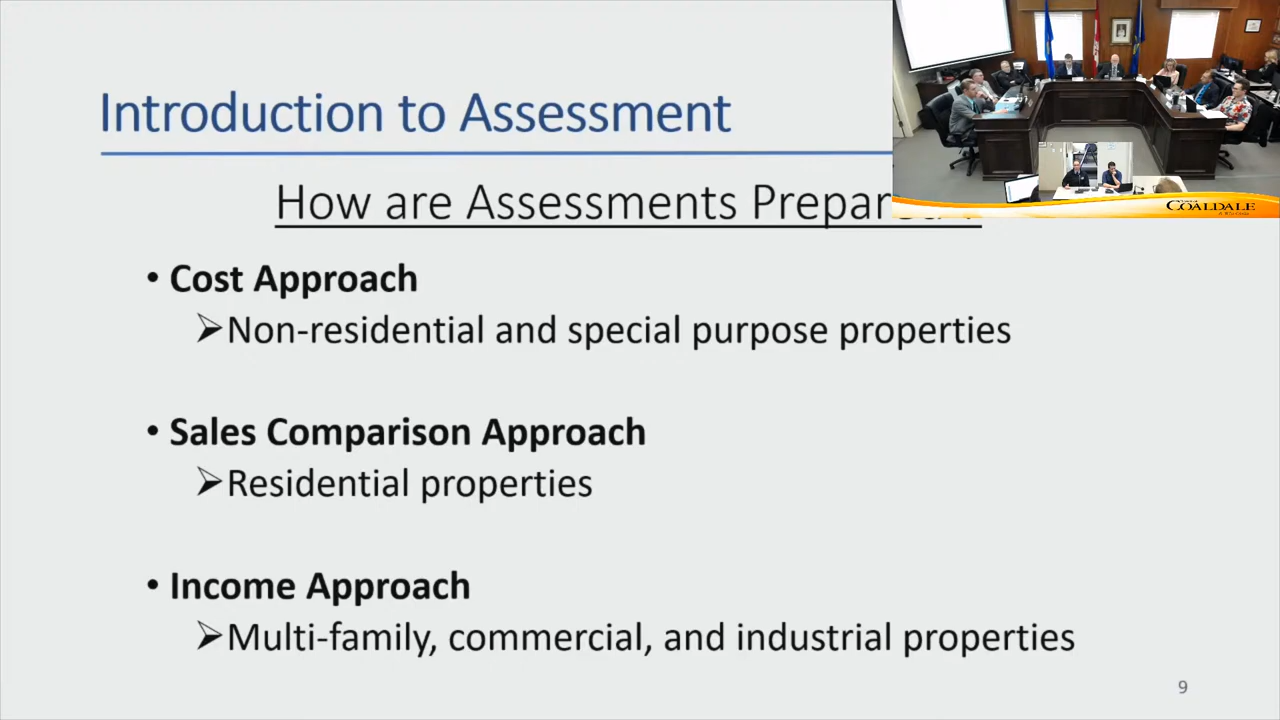 Introduction to Assessment
How are Assessments Prepar
• Cost Approach
➢Non-residential and special purpose properties
• Sales Comparison Approach
➢Residential properties
• Income Approach
➢Multi-family, commercial, and industrial properties
9
COALDALE